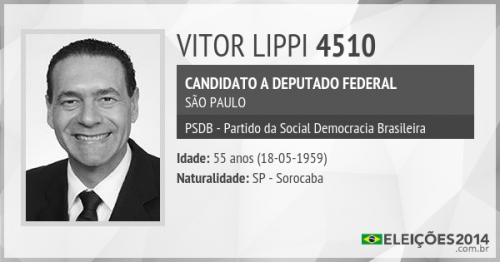 VITOR LIPPI 4510
CANDIDATO A DEPUTADO FEDERAL
SÃO PAULO
PSDB - Partido da Social Democracia Brasileira
Idade: 55 anos (18-05-1959)
Naturalidade: SP - Sorocaba
ELEIÇÕES2014
.com.br